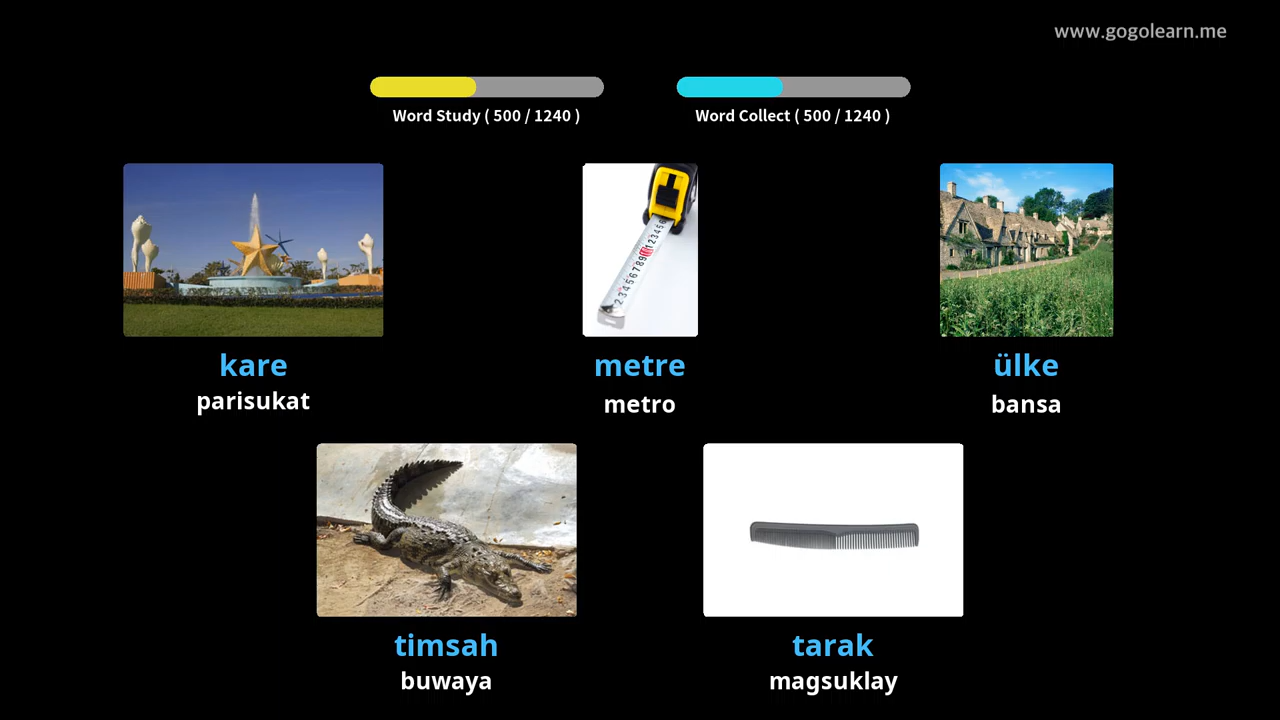 www.gogolearn.me
Word Study ( 500 / 1240 )
Word Collect ( 500 / 1240 )
kare
parisukat
metre
metro
ülke
bansa
timsah
buwaya
tarak
magsuklay